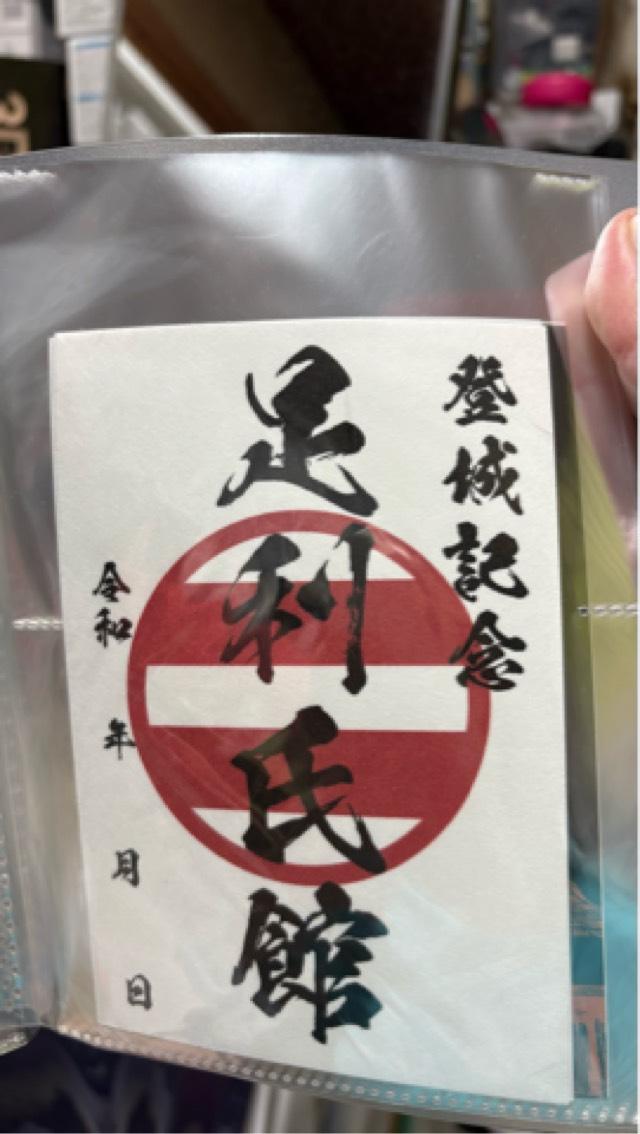 登城記念
足利氏館
令和 年 月 日